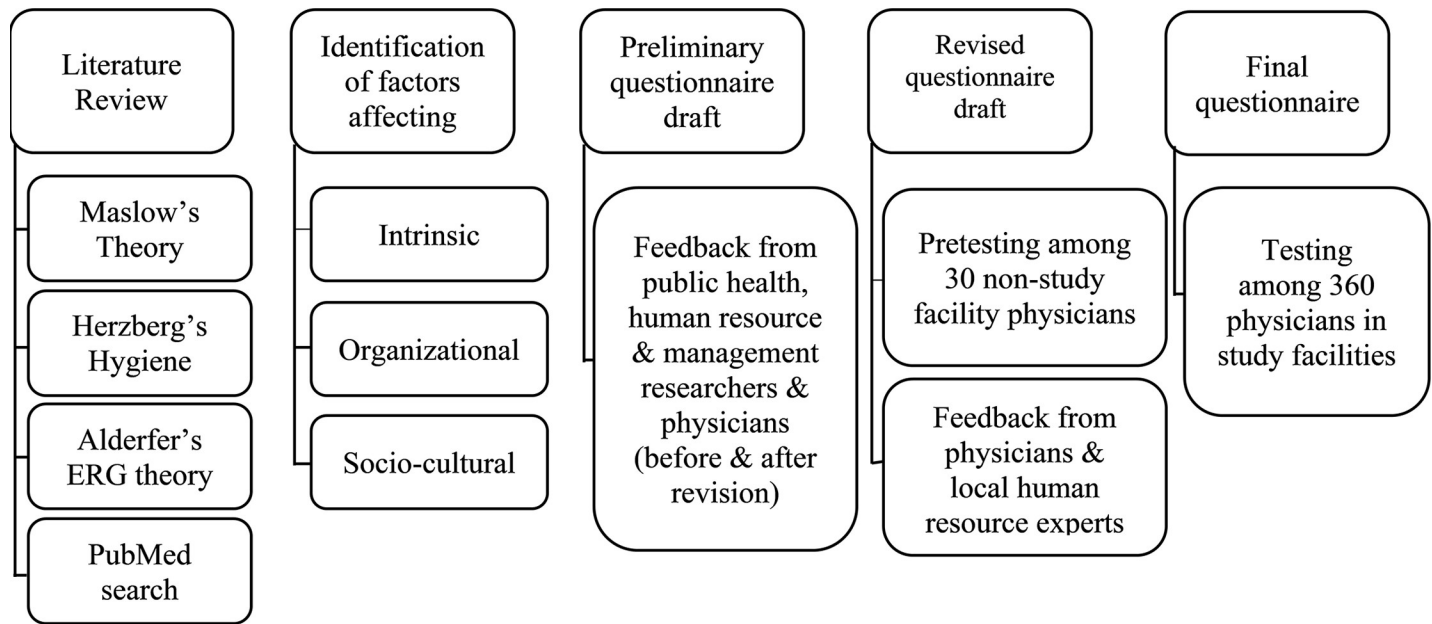 Literature
Review
Maslow’s
Theory
Herzberg’s
Hygiene
Alderfer’s
ERG theory
PubMed
search
Identification
of factors
affecting
Intrinsic
Organizational
Socio-cultural
Preliminary
questionnaire
draft
Feedback from
public health,
human resource
& management
researchers &
physicians
(before & after
revision)
Revised
questionnaire
draft
Pretesting among
30 non-study
facility physicians
Feedback from
physicians &
local human
resource experts
Final
questionnaire
Testing
among 360
physicians in
study facilities